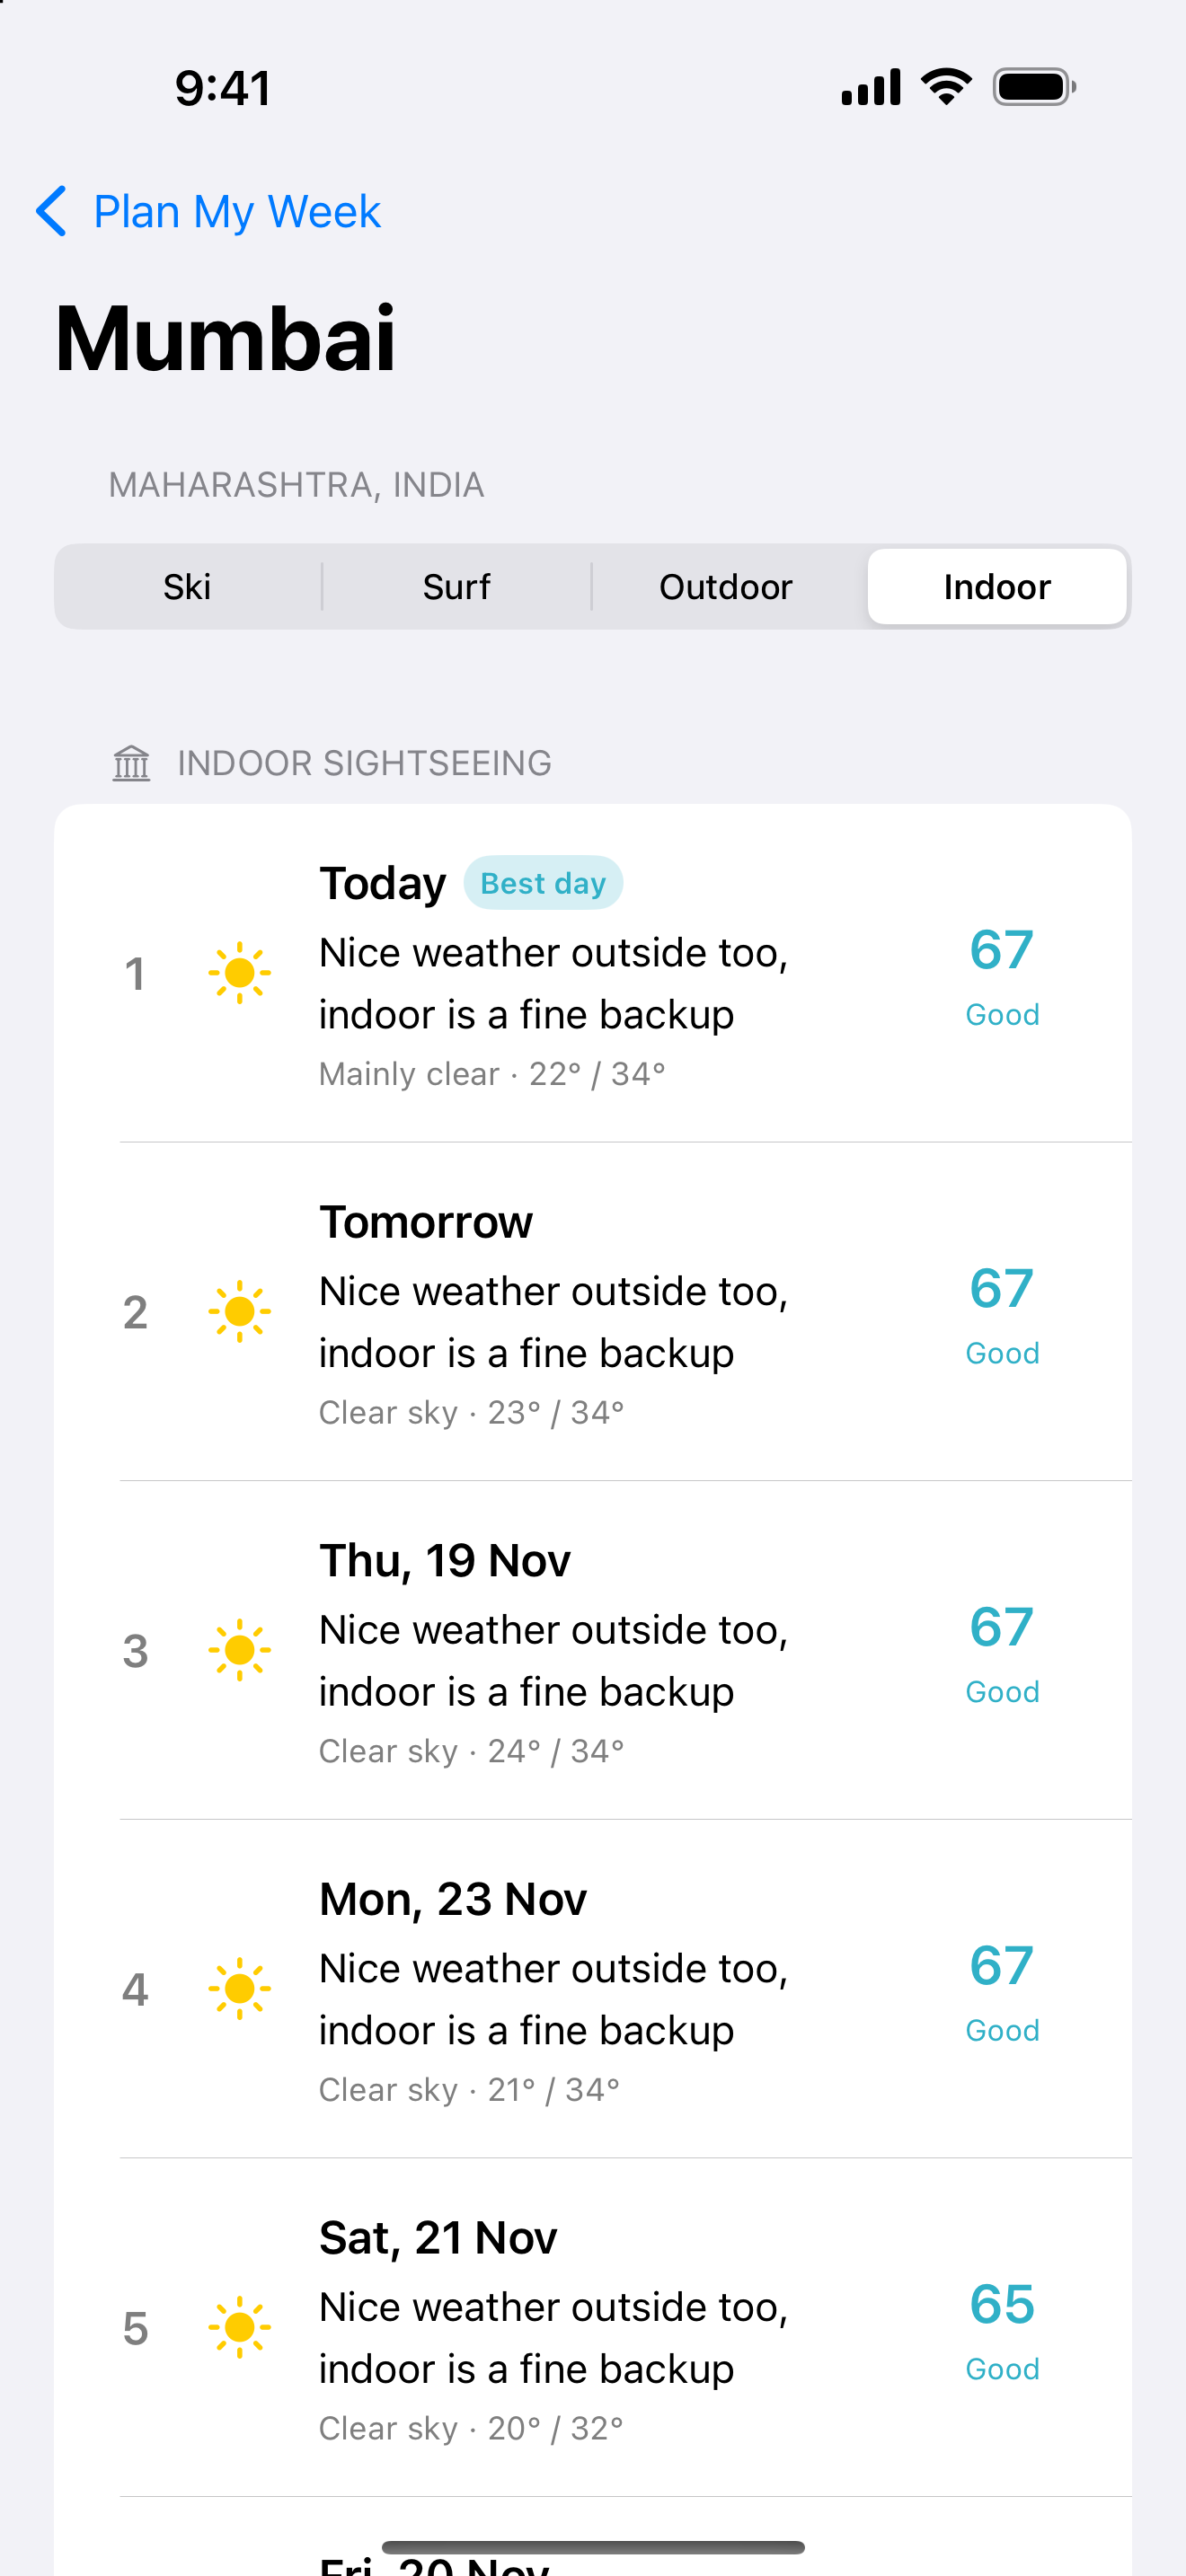 9:41
Plan My Week
Mumbai
MAHARASHTRA, INDIA
Ski
Surf
Outdoor
Indoor
INDOOR SIGHTSEEING
1
Today
Best day
Nice weather outside too,
indoor is a fine backup
Mainly clear · 22° / 34°
67
Good
2
Tomorrow
Nice weather outside too,
indoor is a fine backup
Clear sky · 23° / 34°
67
Good
3
Thu, 19 Nov
Nice weather outside too,
indoor is a fine backup
Clear sky · 24° / 34°
67
Good
4
Mon, 23 Nov
Nice weather outside too,
indoor is a fine backup
Clear sky · 21° / 34°
67
Good
5
Sat, 21 Nov
Nice weather outside too,
indoor is a fine backup
Clear sky · 20° / 32°
65
Good
Fri, 20 Nov